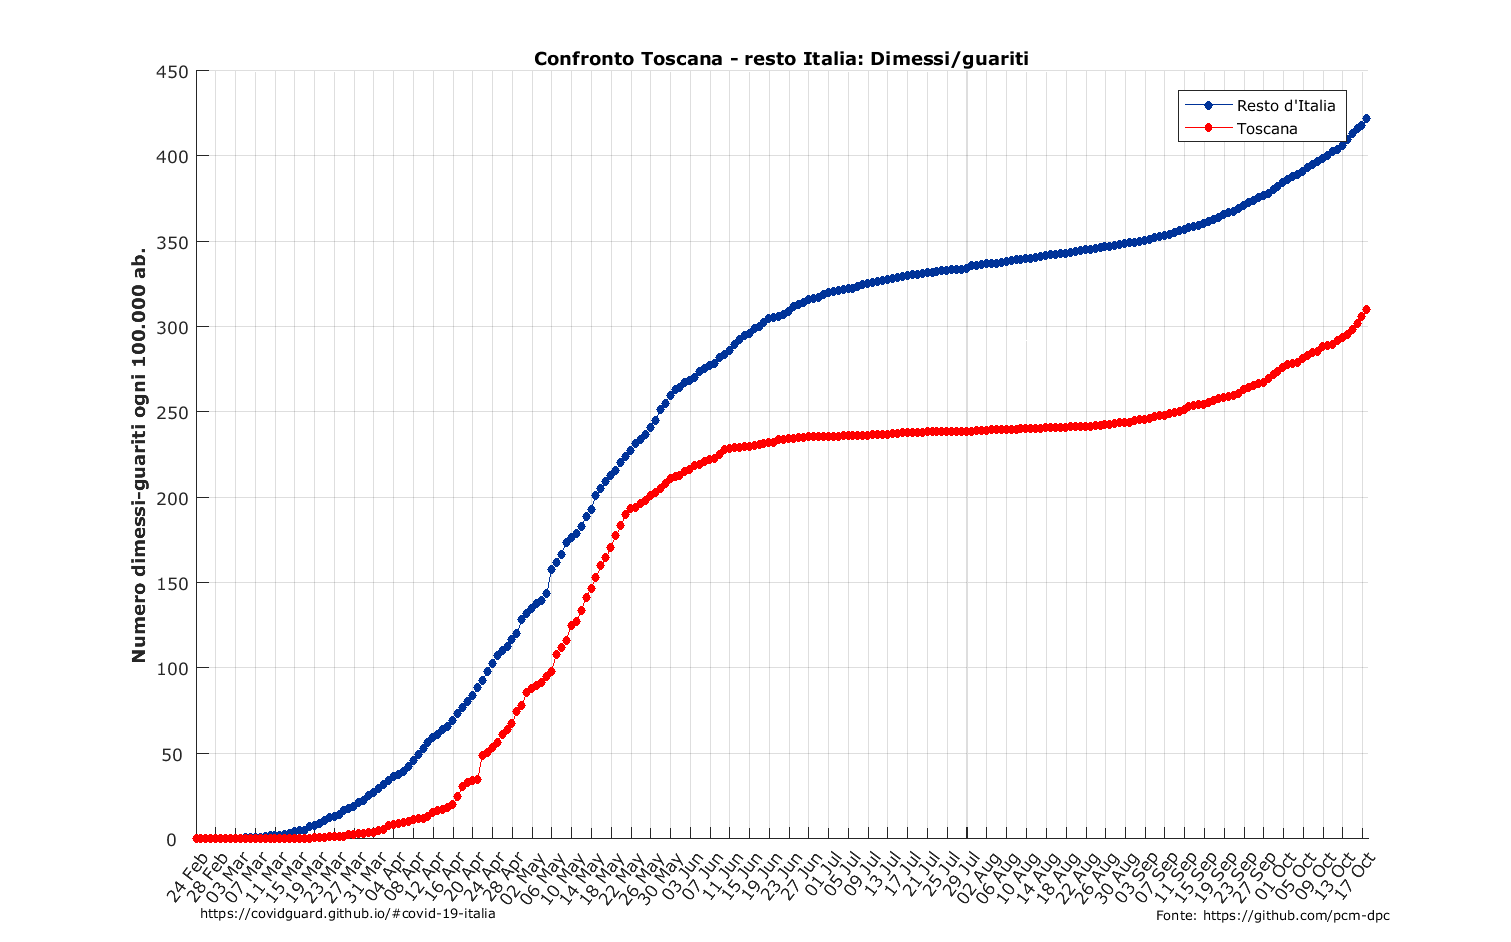 Confronto Toscana - resto Italia: Dimessi/guariti
Numero dimessi-guariti ogni 100.000 ab.
450
400
350
300
250
200
150
100
50
0
Resto d'Italia
Toscana
24 Feb
28 Feb
03 Mar
07 Mar
11 Mar
15 Mar
19 Mar
23 Mar
27 Mar
31 Mar
04 Apr
08 Apr
12 Apr
16 Apr
20 Apr
24 Apr
28 Apr
02 May
06 May
10 May
14 May
18 May
22 May
26 May
30 May
03 Jun
07 Jun
11 Jun
15 Jun
19 Jun
23 Jun
27 Jun
01 Jul
05 Jul
09 Jul
13 Jul
17 Jul
21 Jul
25 Jul
29 Jul
02 Aug
06 Aug
10 Aug
14 Aug
18 Aug
22 Aug
26 Aug
30 Aug
03 Sep
07 Sep
11 Sep
15 Sep
19 Sep
23 Sep
27 Sep
01 Oct
05 Oct
09 Oct
13 Oct
17 Oct
https://covidguard.github.io/#covid-19-italia
Fonte: https://github.com/pcm-dpc